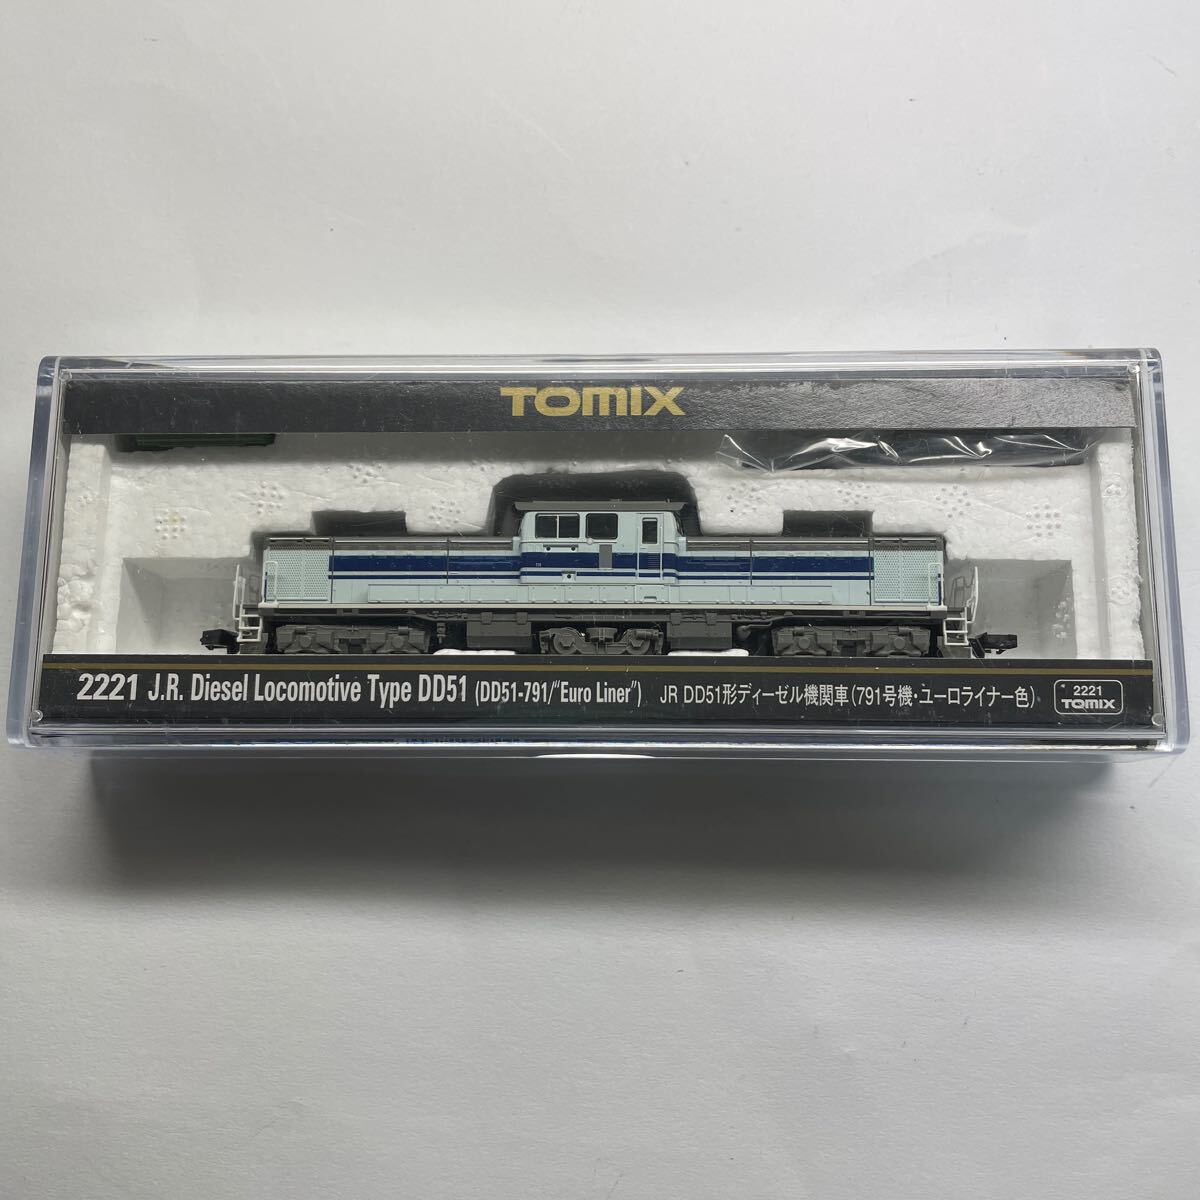 TOMIX
2221 J.R. Diesel Locomotive Type DD51 (DD51-791/"Euro Liner") JR DD51形ディーゼル機関車(791号機・ユーロライナー色)
2221
TOMIX